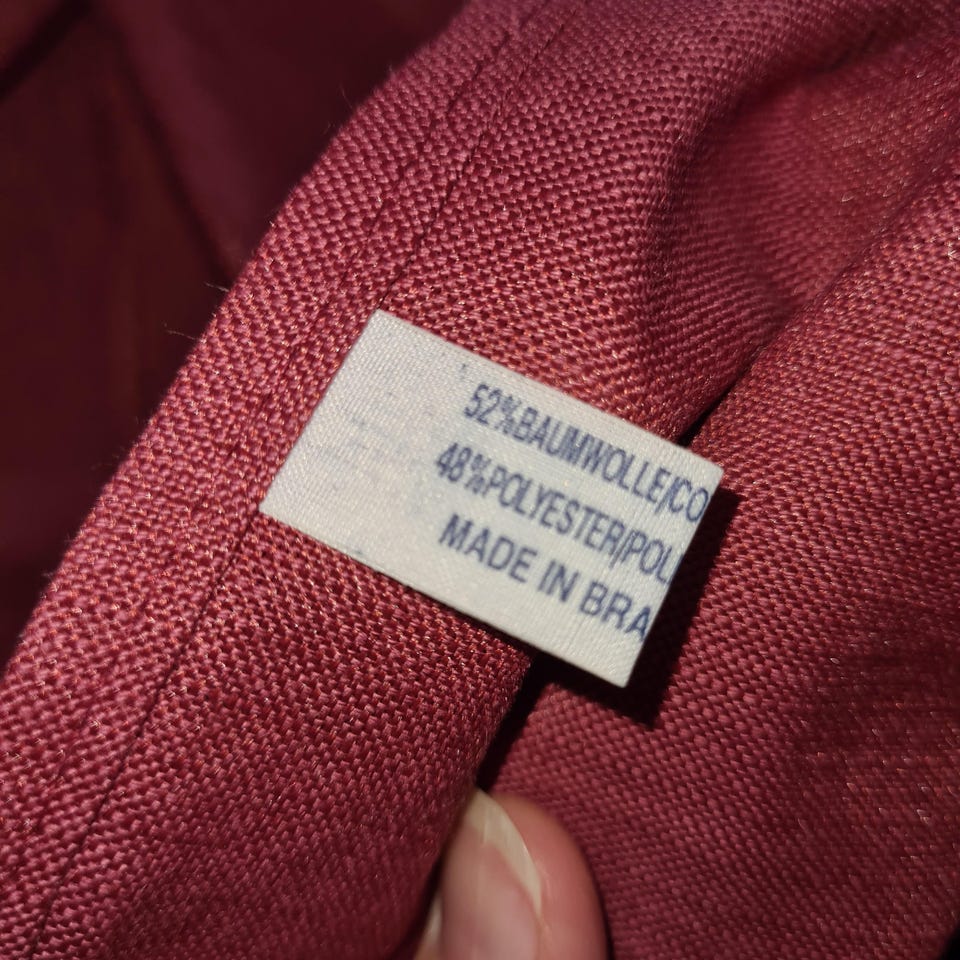 52%BAUMWOLLE/CO
48%POLYESTER/POL
MADE IN BRA